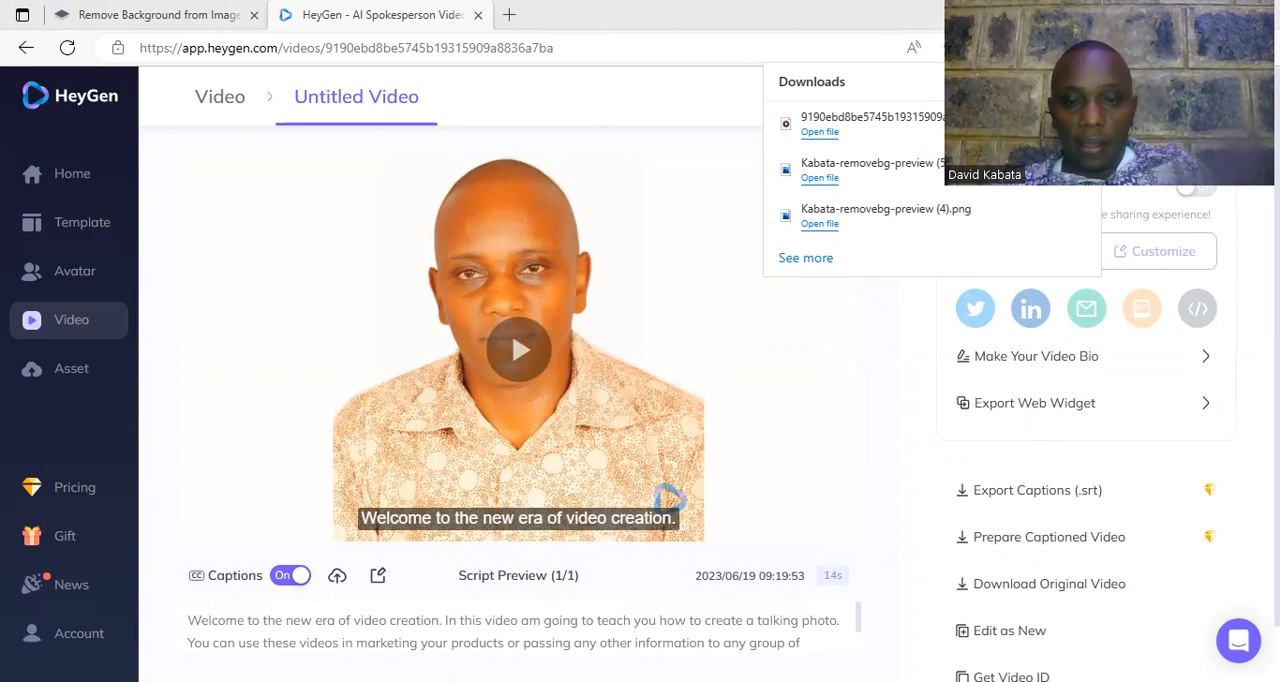 Remove Background from Image
HeyGen - AI Spokesperson Video
https://app.heygen.com/videos/9190ebd8be5745b19315909a8836a7ba
HeyGen
Home
Template
Avatar
Video
Asset
Pricing
Gift
News
Account
Video > Untitled Video
Downloads
9190ebd8be5745b19315909a
Open file
Kabata-removebg-preview (5
Open file
Kabata-removebg-preview (4).png
Open file
See more
David Kabata
e sharing experience!
Customize
Make Your Video Bio
Export Web Widget
Export Captions (.srt)
Prepare Captioned Video
Download Original Video
Edit as New
Get Video ID
Welcome to the new era of video creation.
CC Captions On
Script Preview (1/1)
2023/06/19 09:19:53 14s
Welcome to the new era of video creation. In this video am going to teach you how to create a talking photo.
You can use these videos in marketing your products or passing any other information to any group of